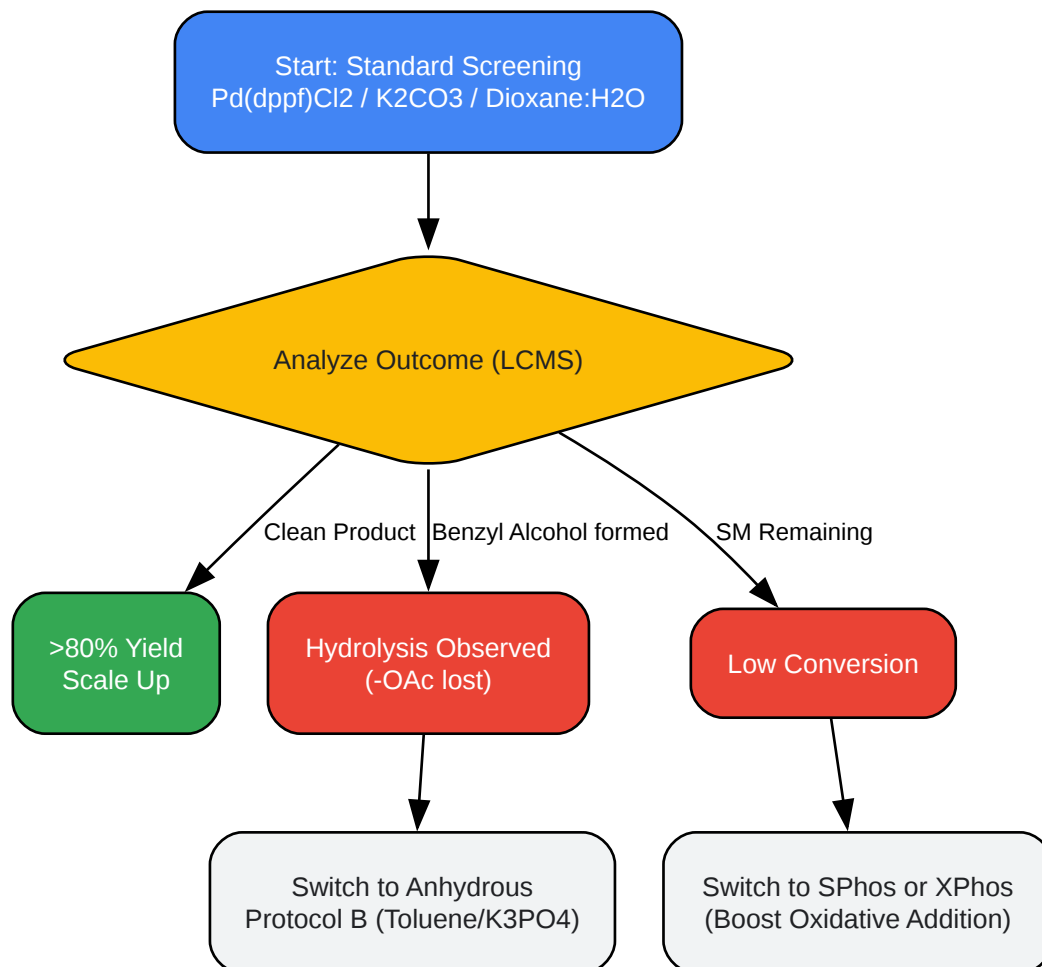 Start: Standard Screening
Pd(dppf)Cl2 / K2CO3 / Dioxane:H2O
Analyze Outcome (LCMS)
Clean Product
Benzyl Alcohol formed
SM Remaining
>80% Yield
Scale Up
Hydrolysis Observed
(-OAc lost)
Low Conversion
Switch to Anhydrous
Protocol B (Toluene/K3PO4)
Switch to SPhos or XPhos
(Boost Oxidative Addition)